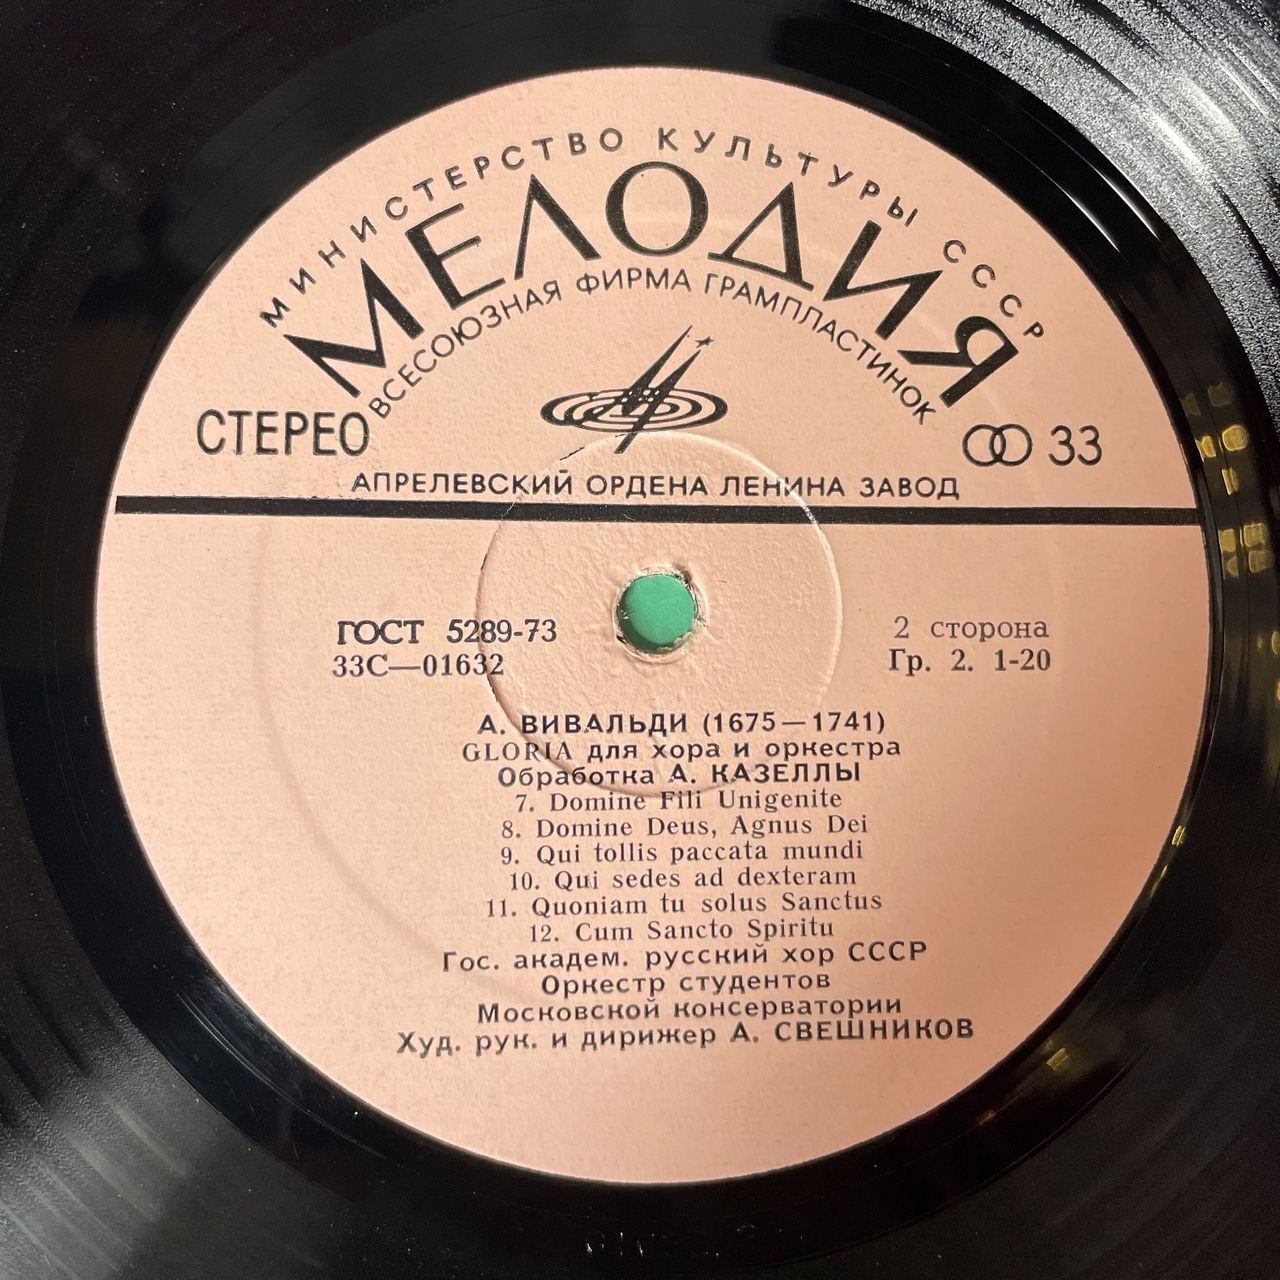 МИНИСТЕРСТВО КУЛЬТУРЫ СССР
МЕЛОДИЯ
ВСЕСОЮЗНАЯ ФИРМА ГРАМПЛАСТИНОК
СТЕРЕО
33
АПРЕЛЕВСКИЙ ОРДЕНА ЛЕНИНА ЗАВОД
ГОСТ 5289-73
2 сторона
33С—01632
Гр. 2. 1-20
А. ВИВАЛЬДИ (1675—1741)
GLORIA для хора и оркестра
Обработка А. КАЗЕЛЛЫ
7. Domine Fili Unigenite
8. Domine Deus, Agnus Dei
9. Qui tollis paccata mundi
10. Qui sedes ad dexteram
11. Quoniam tu solus Sanctus
12. Cum Sancto Spiritu
Гос. академ. русский хор СССР
Оркестр студентов
Московской консерватории
Худ. рук. и дирижер А. СВЕШНИКОВ